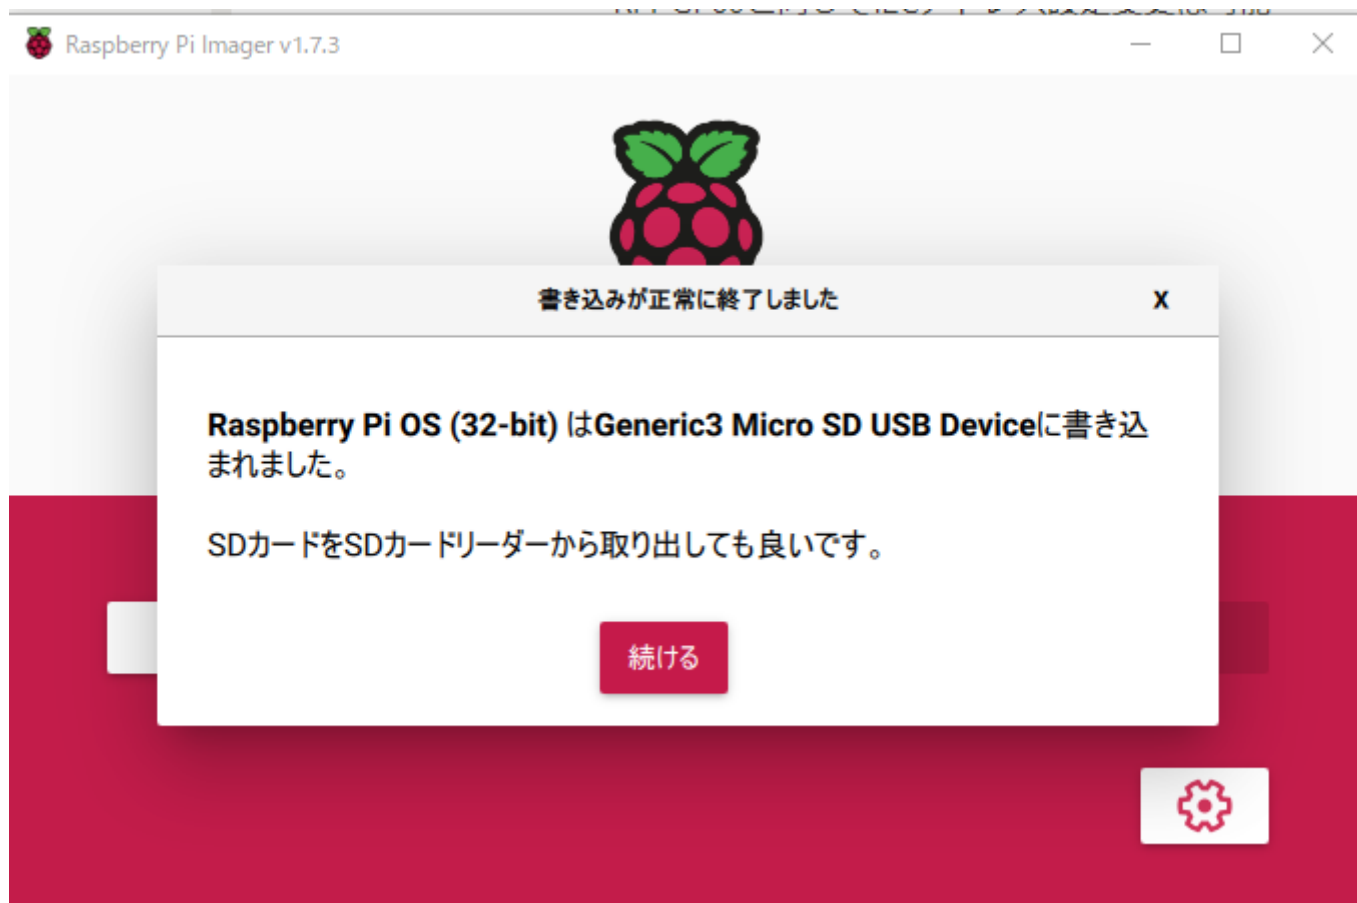 Raspberry Pi Imager v1.7.3
書き込みが正常に終了しました
X
Raspberry Pi OS (32-bit) はGeneric3 Micro SD USB Deviceに書き込
まれました。
SDカードをSDカードリーダーから取り出しても良いです。
続ける